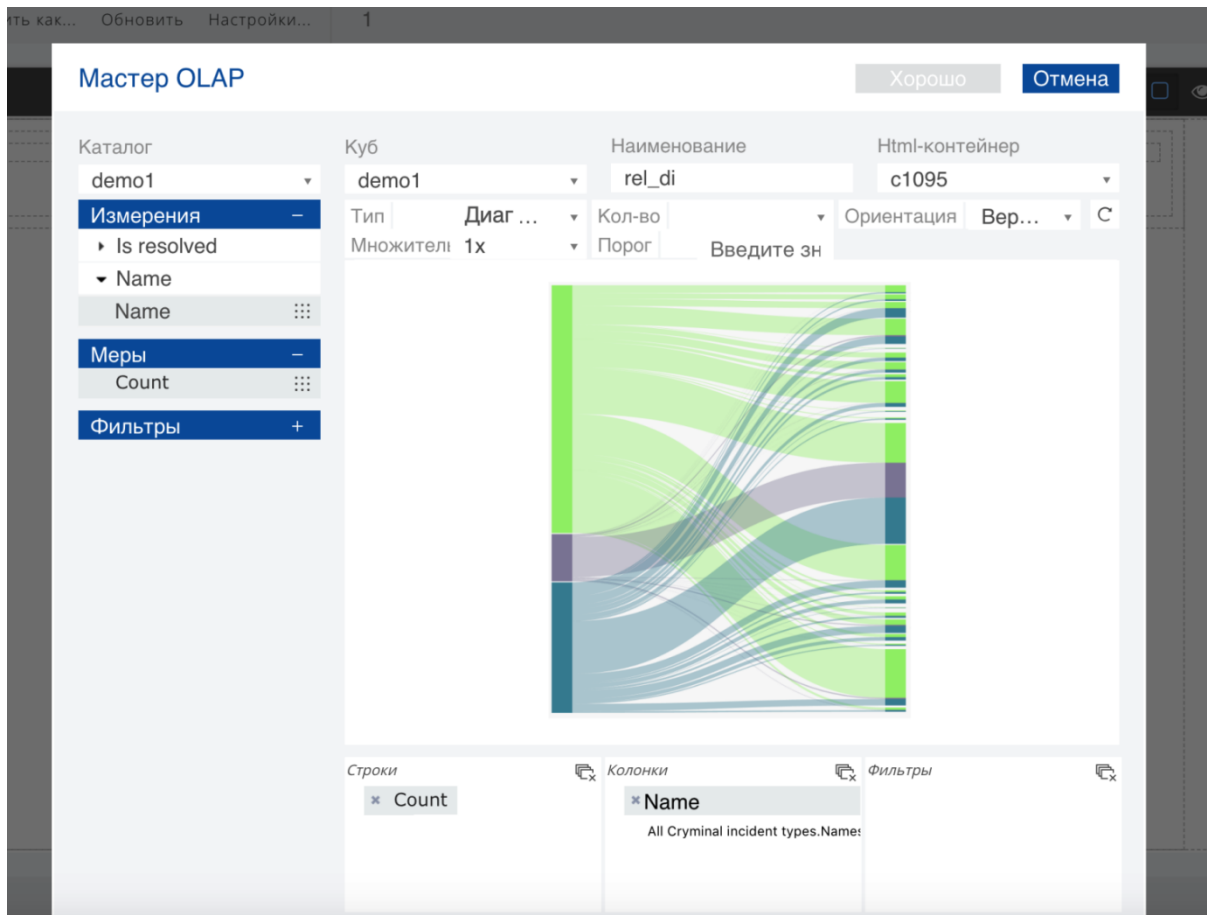 ить как... Обновить Настройки... 1
Мастер OLAP
Хорошо
Отмена
Каталог
Куб
Наименование
Html-контейнер
demo1
demo1
rel_di
c1095
Измерения
Тип
Диаг ...
Кол-во
Ориентация
Вер...
Is resolved
Множитель
1x
Порог
Введите зн
Name
Name
Меры
Count
Фильтры
Строки
Колонки
Фильтры
Count
Name
All Cryminal incident types.Names